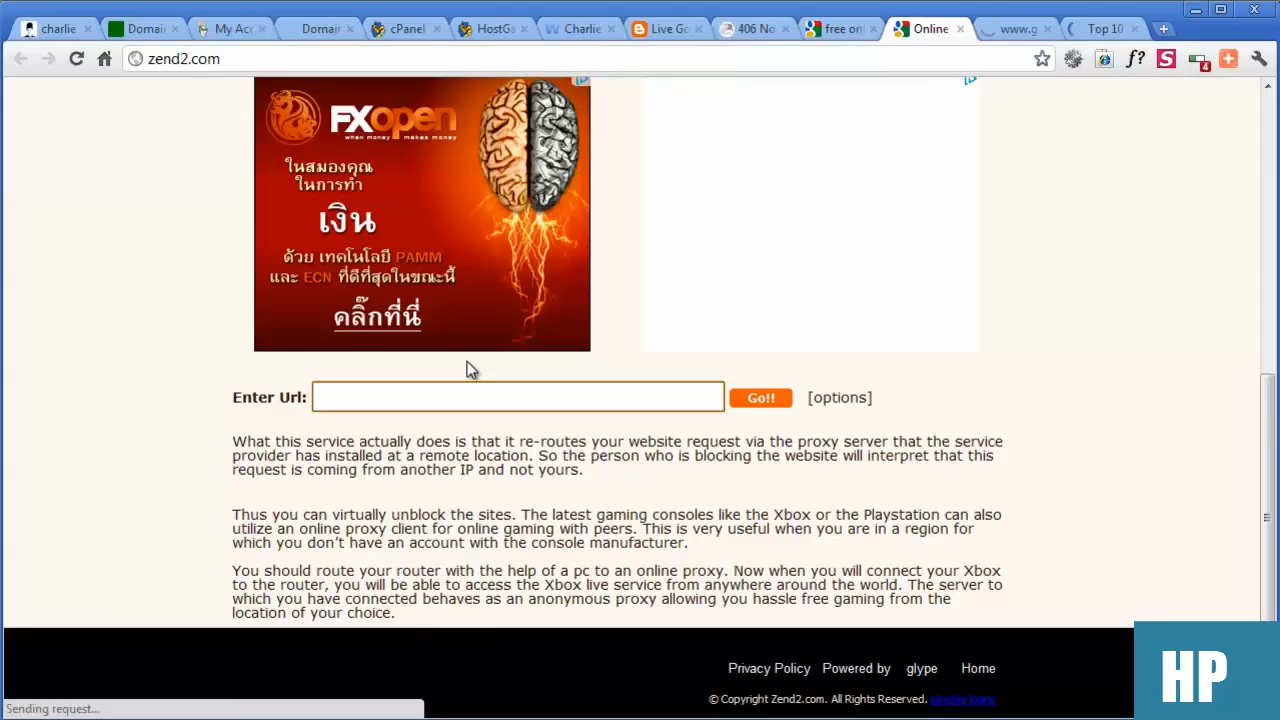 charlie
Domain
My Acc
Domain
cPanel
HostGa
Charlie
Live Go
406 No
free onl
Online
www.g
Top 10
zend2.com
f?
S
4
FXopen
when money makes money
ในสมองคุณ
ในการทำ
เงิน
ด้วย เทคโนโลยี PAMM
และ ECN ที่ดีที่สุดในขณะนี้
คลิ๊กที่นี่
Enter Url:
Go!!
[options]
What this service actually does is that it re-routes your website request via the proxy server that the service
provider has installed at a remote location. So the person who is blocking the website will interpret that this
request is coming from another IP and not yours.
Thus you can virtually unblock the sites. The latest gaming consoles like the Xbox or the Playstation can also
utilize an online proxy client for online gaming with peers. This is very useful when you are in a region for
which you don’t have an account with the console manufacturer.
You should route your router with the help of a pc to an online proxy. Now when you will connect your Xbox
to the router, you will be able to access the Xbox live service from anywhere around the world. The server to
which you have connected behaves as an anonymous proxy allowing you hassle free gaming from the
location of your choice.
Privacy Policy Powered by glype Home
© Copyright Zend2.com. All Rights Reserved.
Sending request...
HP